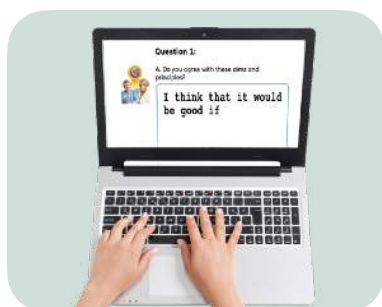 Question 1:
A. Do you agree with these aims and
principles?
I think that it would
be good if